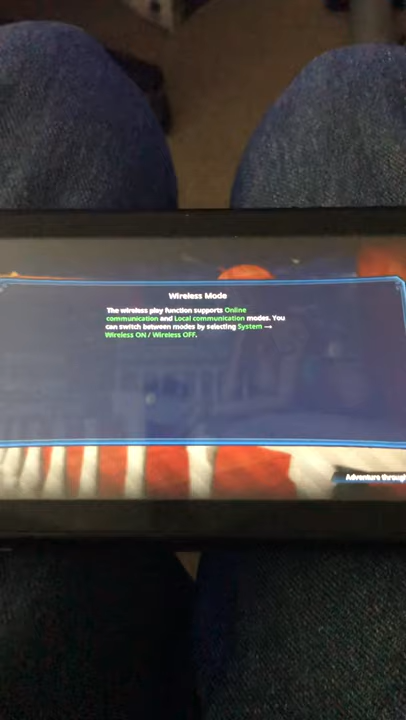 Wireless Mode
The wireless play function supports Online
communication and Local communication modes. You
can switch between modes by selecting System →
Wireless ON / Wireless OFF.
Adventure through